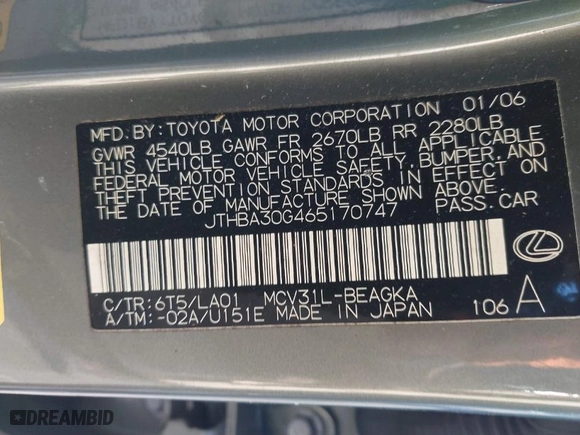 MFD.BY:TOYOTA MOTOR CORPORATION 01/06
GVWR 4540LB GAWR FR 2670LB RR 2280LB
THIS VEHICLE CONFORMS TO ALL APPLICABLE
FEDERAL MOTOR VEHICLE SAFETY,BUMPER,AND
THEFT PREVENTION STANDARDS IN EFFECT ON
THE DATE OF MANUFACTURE SHOWN ABOVE.
JTHBA30G465170747 PASS.CAR
C/TR:6T5/LA01 MCV31L-BEAGKA
A/TM:-02A/U151E MADE IN JAPAN 106 A
DREAMBID